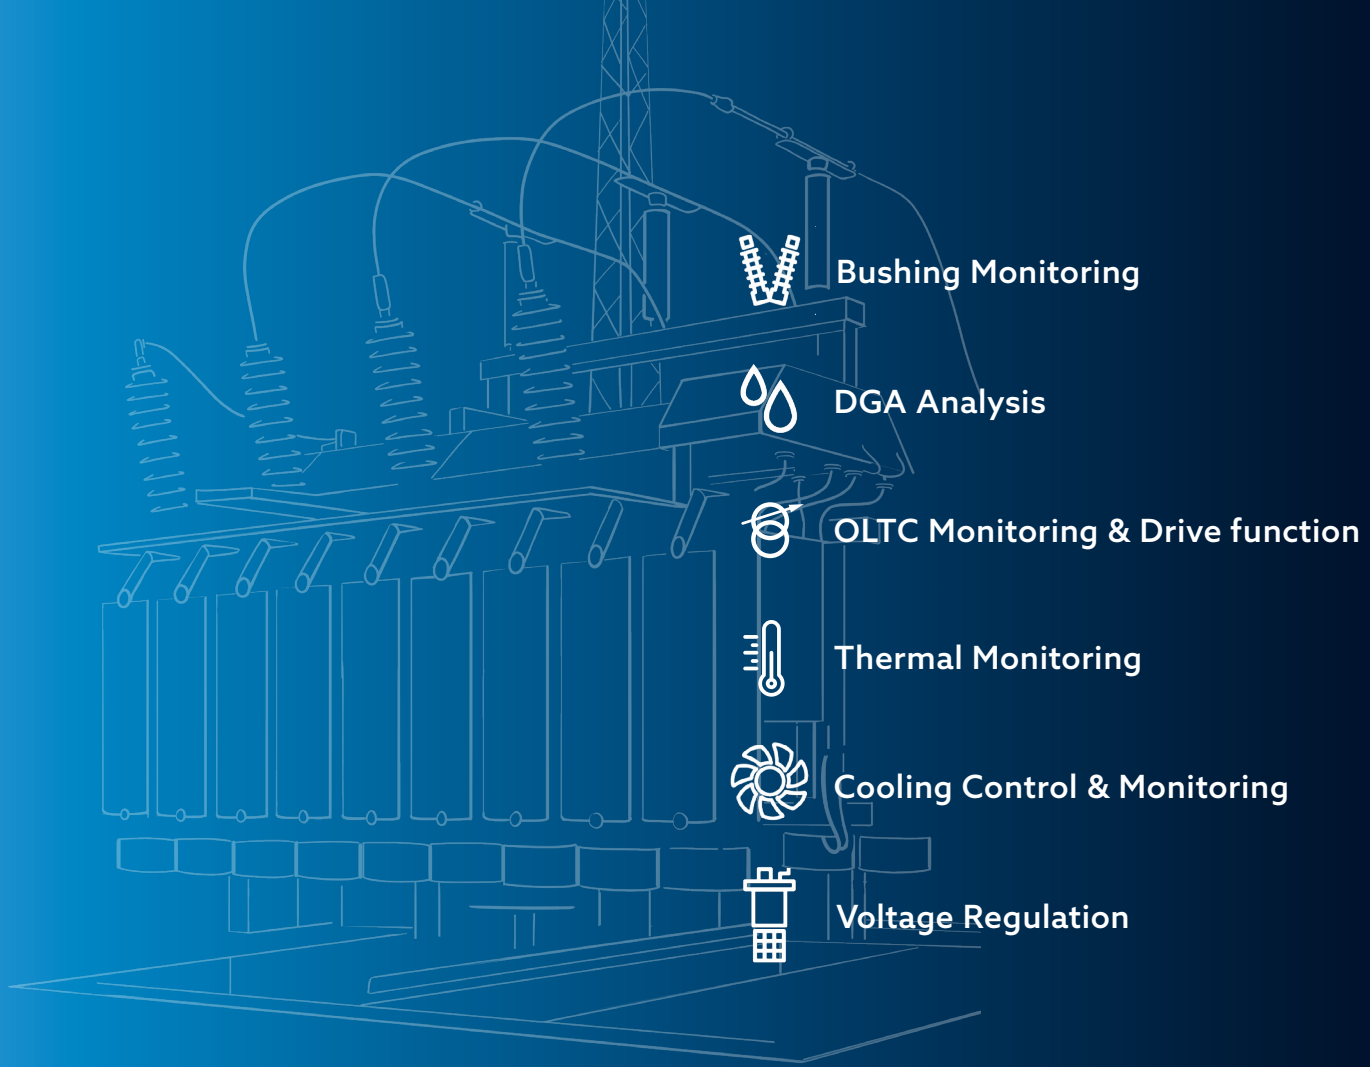 Bushing Monitoring
DGA Analysis
OLTC Monitoring & Drive function
Thermal Monitoring
Cooling Control & Monitoring
Voltage Regulation